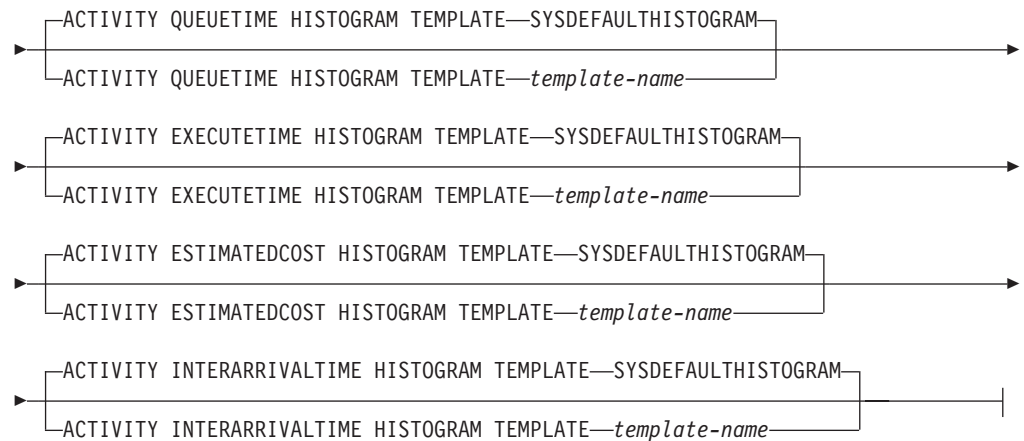 ACTIVITY QUEUETIME HISTOGRAM TEMPLATE SYSDEFAULTHISTOGRAM
ACTIVITY QUEUETIME HISTOGRAM TEMPLATE template-name
ACTIVITY EXECUTETIME HISTOGRAM TEMPLATE SYSDEFAULTHISTOGRAM
ACTIVITY EXECUTETIME HISTOGRAM TEMPLATE template-name
ACTIVITY ESTIMATEDCOST HISTOGRAM TEMPLATE SYSDEFAULTHISTOGRAM
ACTIVITY ESTIMATEDCOST HISTOGRAM TEMPLATE template-name
ACTIVITY INTERARRIVALTIME HISTOGRAM TEMPLATE SYSDEFAULTHISTOGRAM
ACTIVITY INTERARRIVALTIME HISTOGRAM TEMPLATE template-name